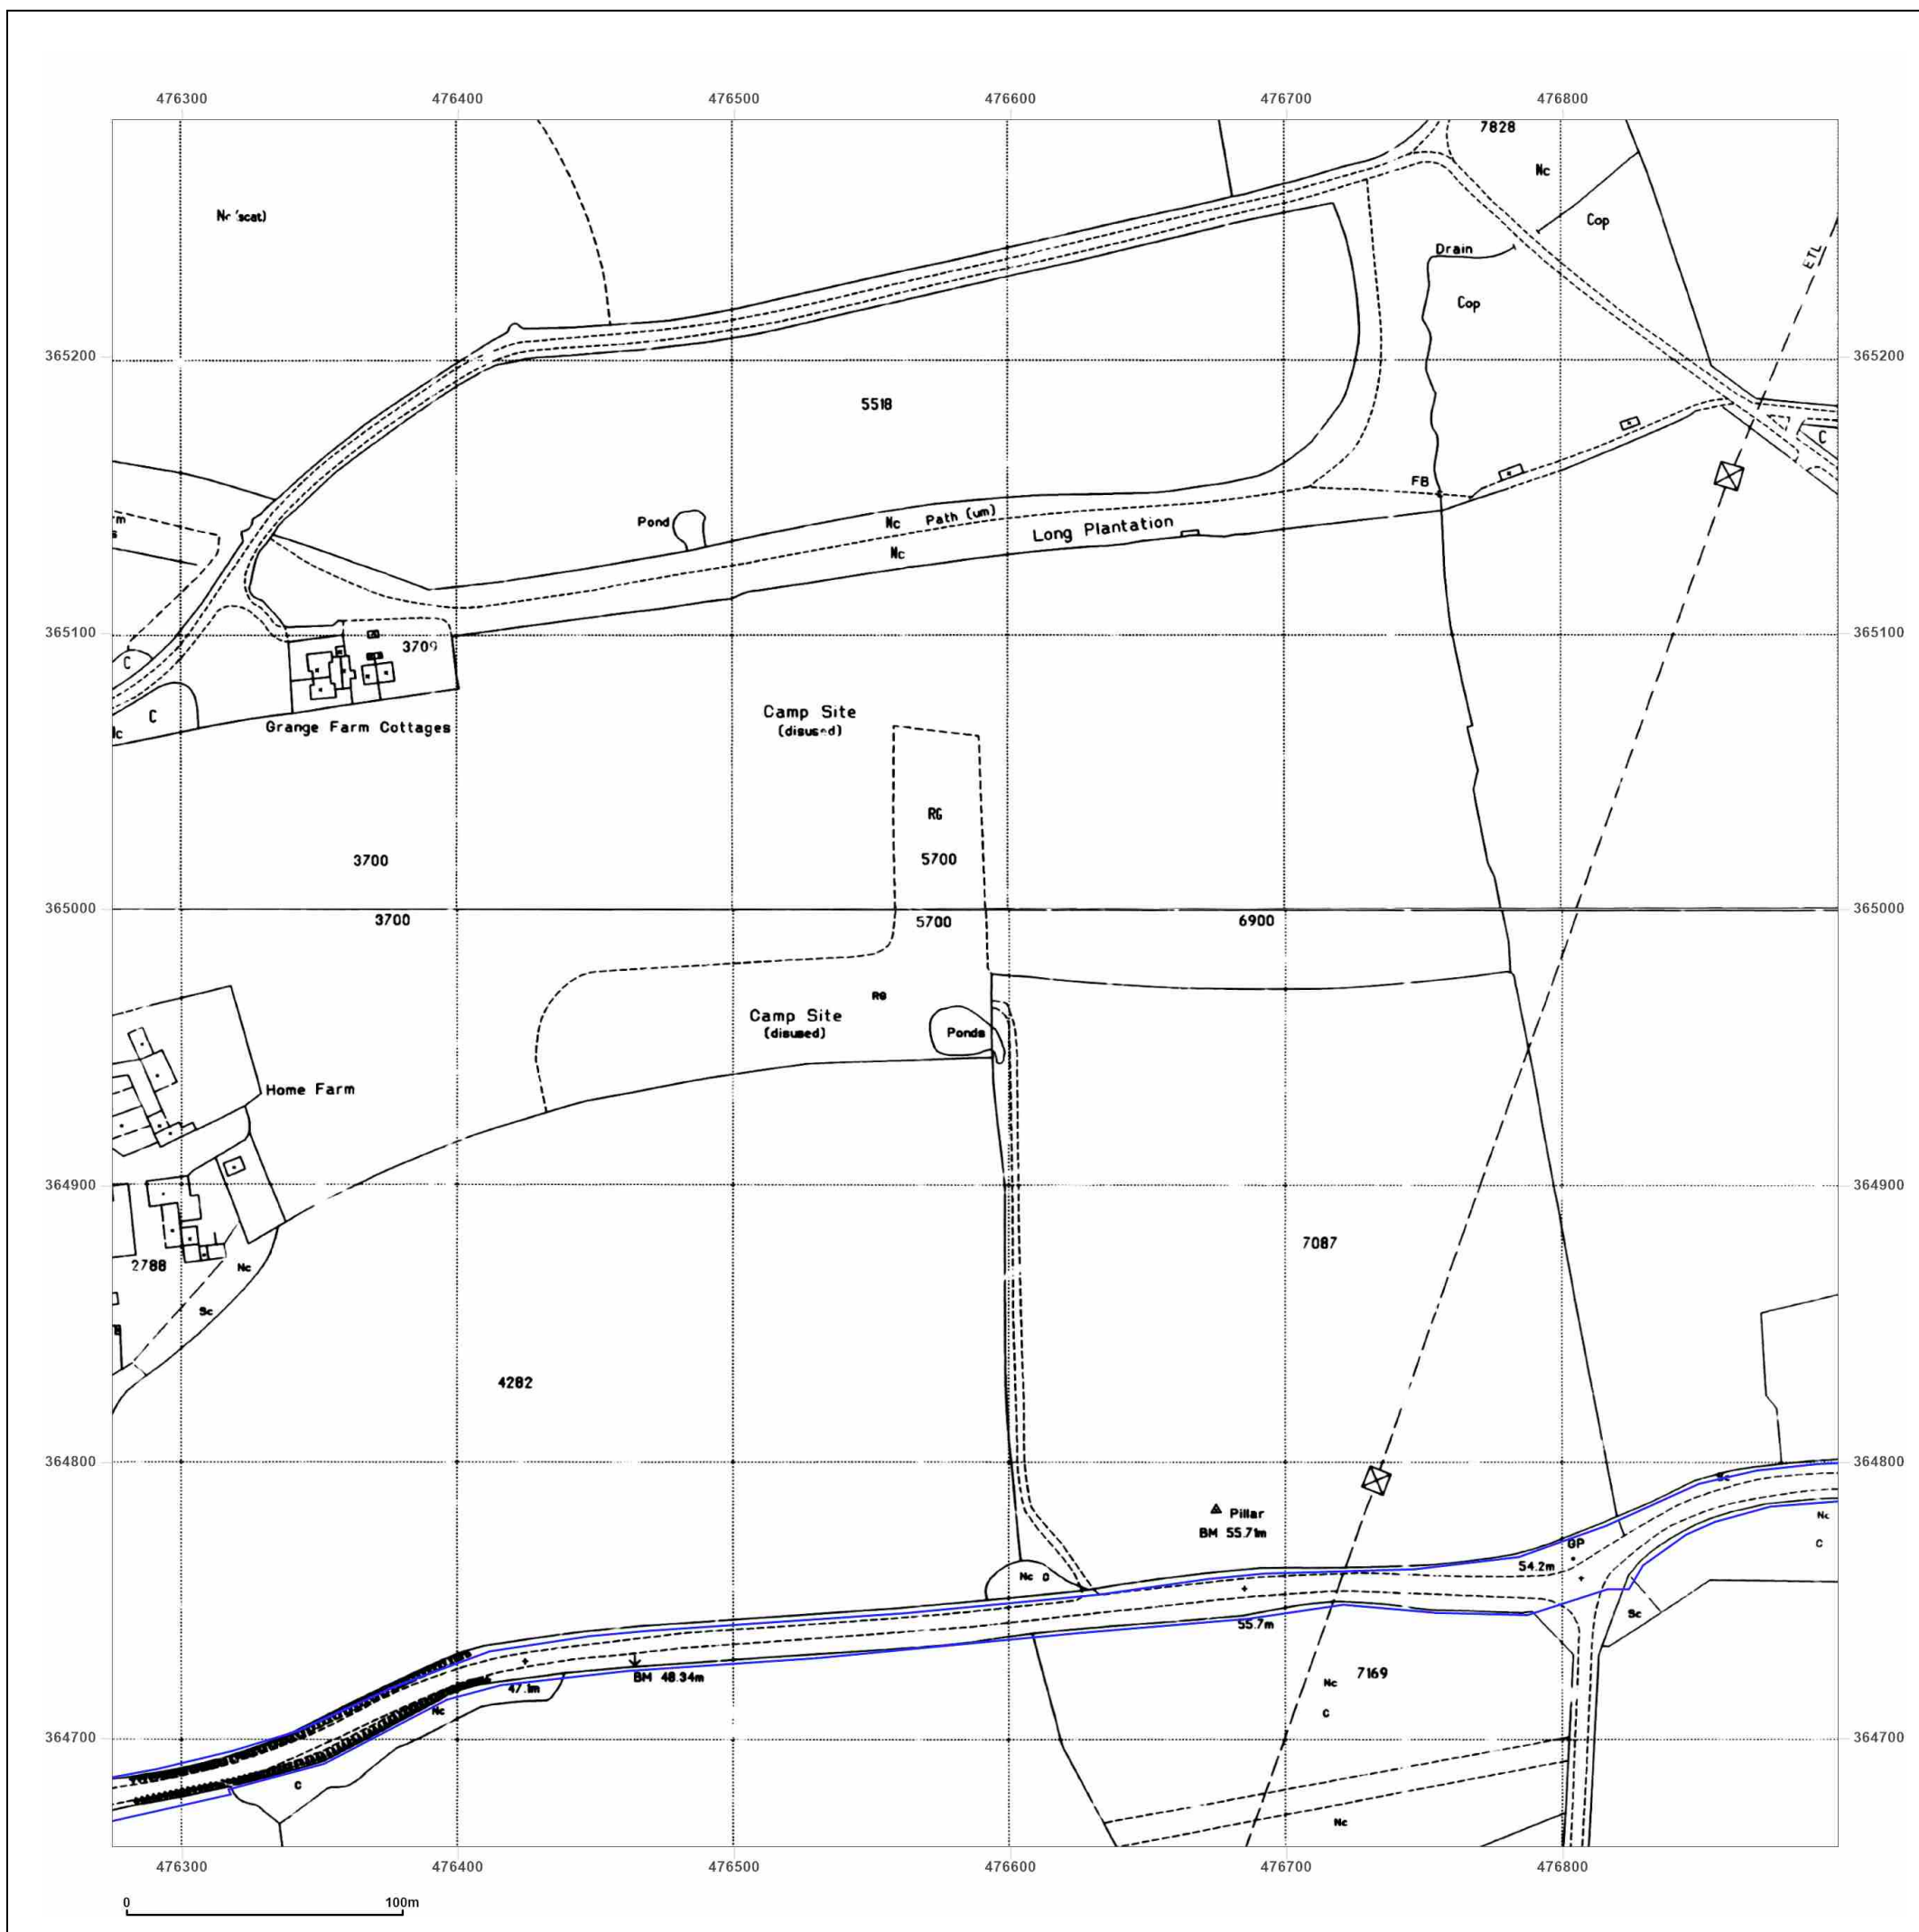 476300 476400 476500 476600 476700 476800
7828
Nc
Nc (scat)
Cop
Drain
ETL
Cop
365200 365200
5518
C
FB
Pond
Nc Path (um)
Long Plantation
Nc
365100 365100
3709
C
C
Camp Site
(disused)
Grange Farm Cottages
RG
3700
5700
365000 365000
3700
5700
6900
RG
Camp Site
(disused)
Ponds
Home Farm
364900 364900
7087
2788
Nc
Sc
4282
364800 364800
Sc
Pillar
BM 55.71m
Nc
GP
C
54.2m
Nc
Sc
55.7m
7169
BM 48.34m
Nc
47.1m
Nc
C
364700 364700
C
Nc
476300 476400 476500 476600 476700 476800
0 100m